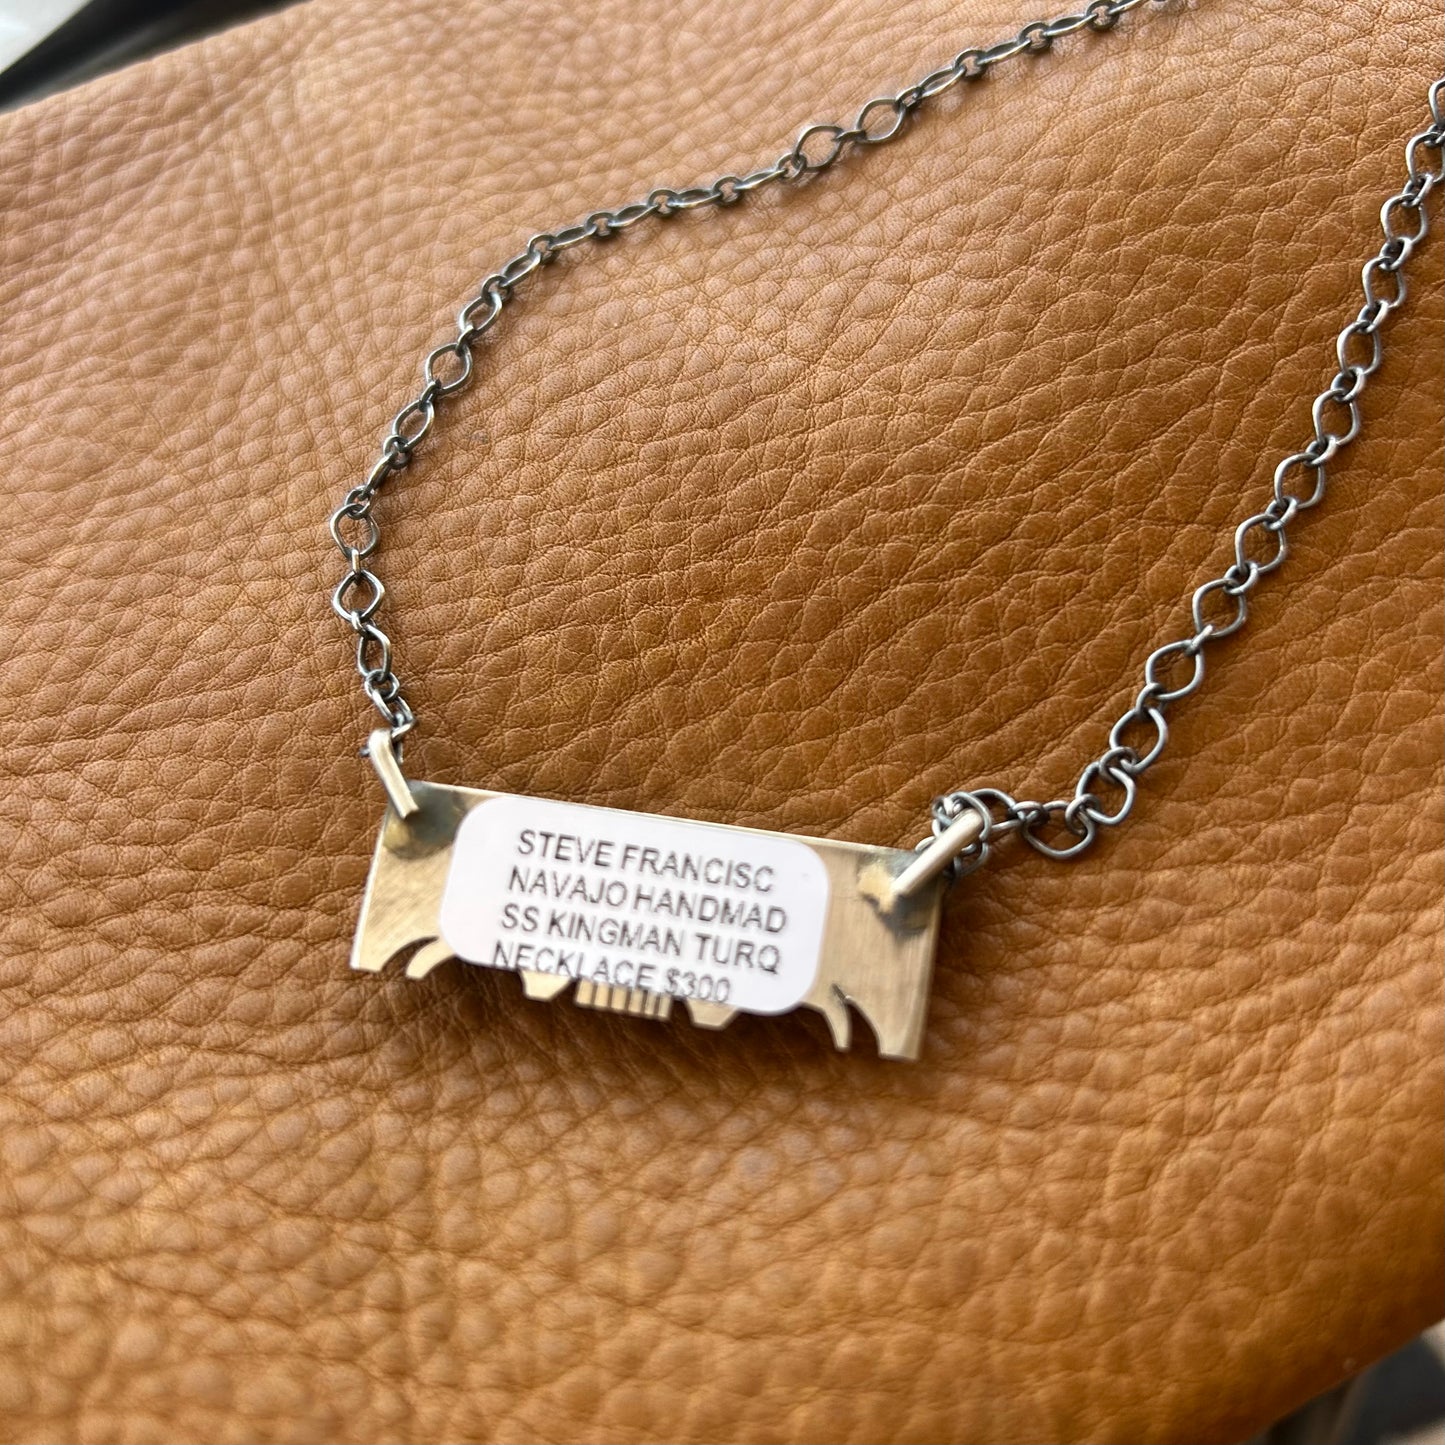 STEVE FRANCISC
NAVAJO HANDMAD
SS KINGMAN TURQ
NECKLACE $300